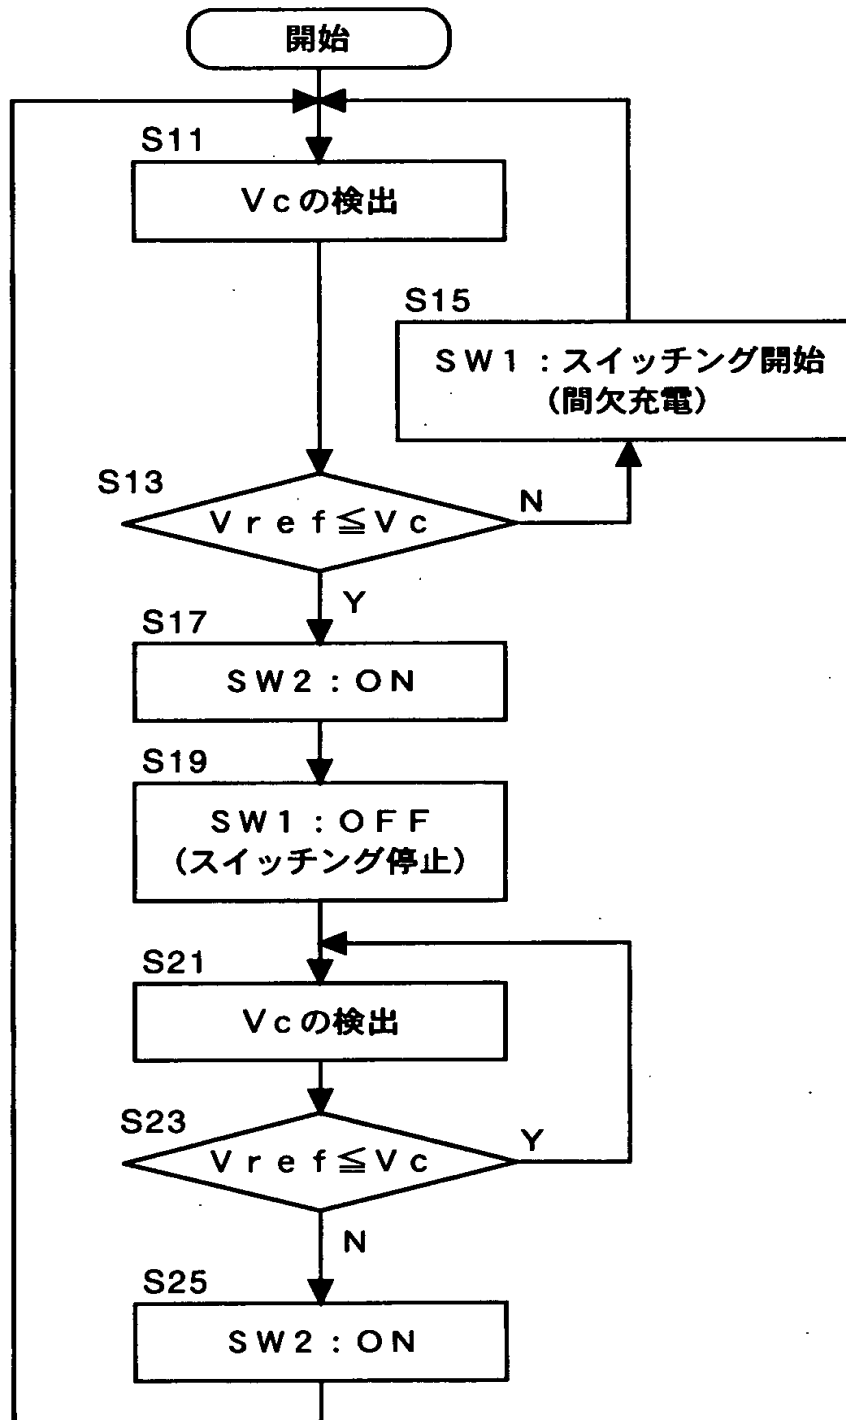 開始
S11
Vcの検出
S15
SW1:スイッチング開始
(間欠充電)
S13
Vref≦Vc
N
Y
S17
SW2:ON
S19
SW1:OFF
(スイッチング停止)
S21
Vcの検出
S23
Vref≦Vc
Y
N
S25
SW2:ON